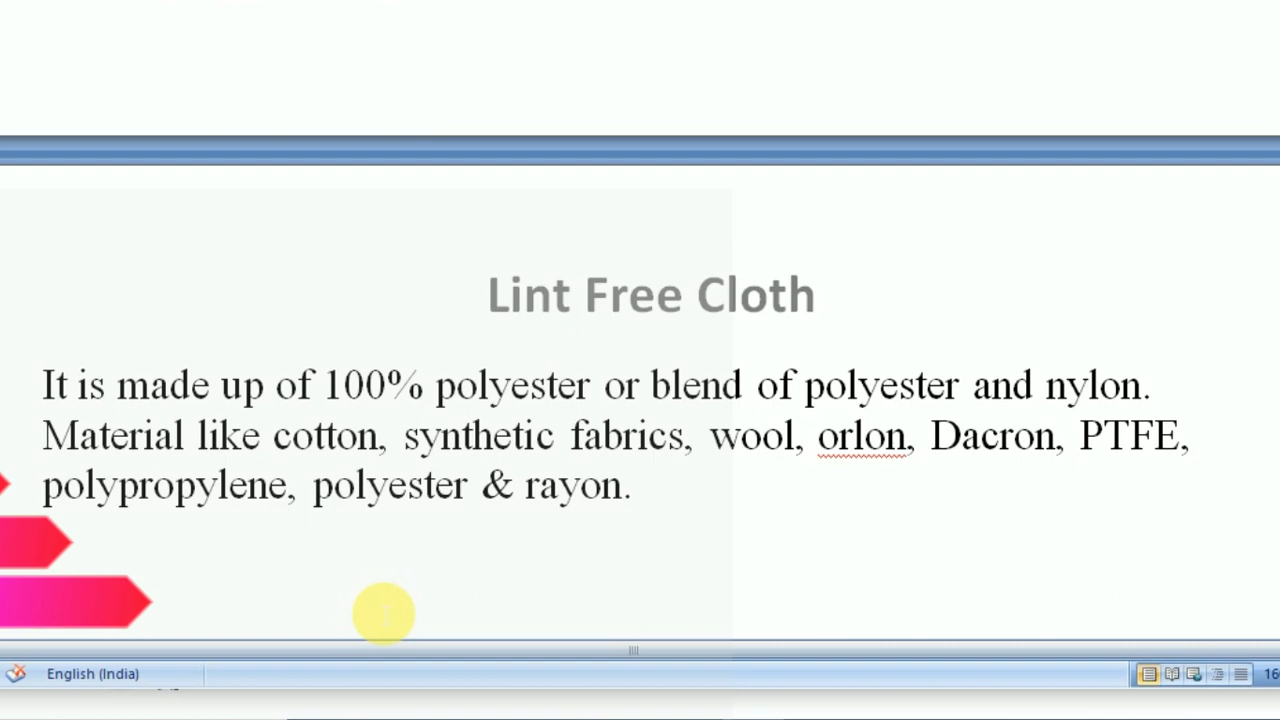 Lint Free Cloth
It is made up of 100% polyester or blend of polyester and nylon.
Material like cotton, synthetic fabrics, wool, orlon, Dacron, PTFE,
polypropylene, polyester & rayon.
English (India)